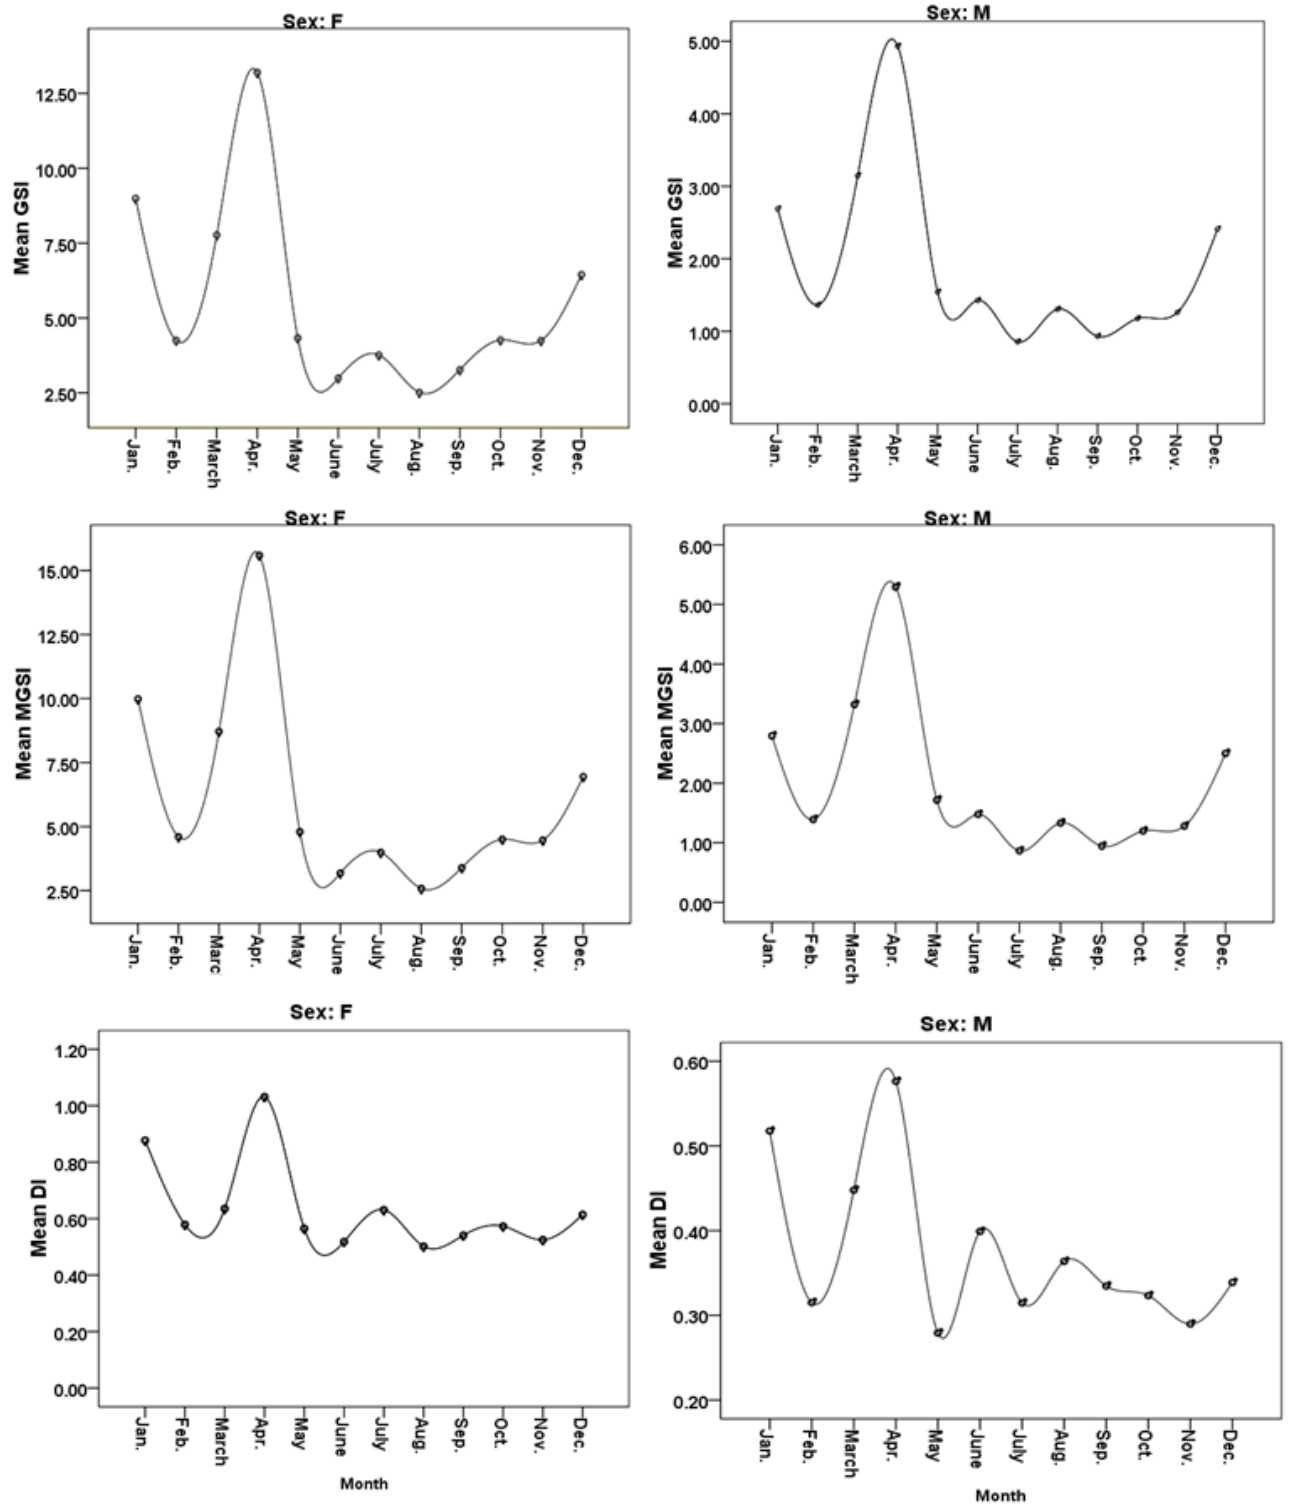 Sex: F
Mean GSI
12.50
10.00
7.50
5.00
2.50
Jan. Feb. March Apr. May June July Aug. Sep. Oct. Nov. Dec.
Sex: M
Mean GSI
5.00
4.00
3.00
2.00
1.00
0.00
Jan. Feb. March Apr. May June July Aug. Sep. Oct. Nov. Dec.
Sex: F
Mean MGSI
15.00
12.50
10.00
7.50
5.00
2.50
Jan. Feb. Marc Apr. May June July Aug. Sep. Oct. Nov. Dec.
Sex: M
Mean MGSI
6.00
5.00
4.00
3.00
2.00
1.00
0.00
Jan. Feb. March Apr. May June July Aug. Sep. Oct. Nov. Dec.
Sex: F
Mean DI
1.20
1.00
0.80
0.60
0.40
0.20
0.00
Jan. Feb. March Apr. May June July Aug. Sep. Oct. Nov. Dec.
Month
Sex: M
Mean DI
0.60
0.50
0.40
0.30
0.20
Jan. Feb. March Apr. May June July Aug. Sep. Oct. Nov. Dec.
Month